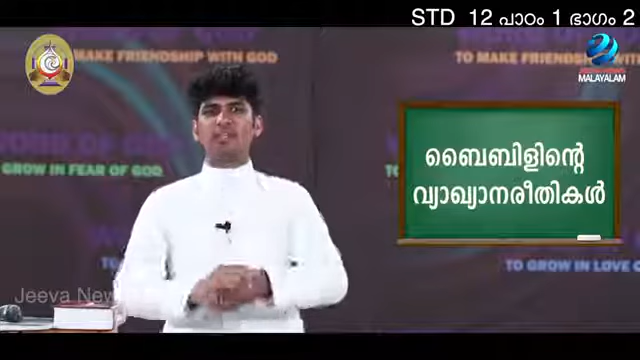 STD 12 പാഠം 1 ഭാഗം 2
MAKE FRIENDSHIP WITH GOD
TO MAKE FRIENDSHIP WITH
MALAYALAM
GROW IN FEAR OF GOD
ബൈബിളിന്റെ
വ്യാഖ്യാനരീതികൾ
TO GROW IN LOVE
Jeeva New